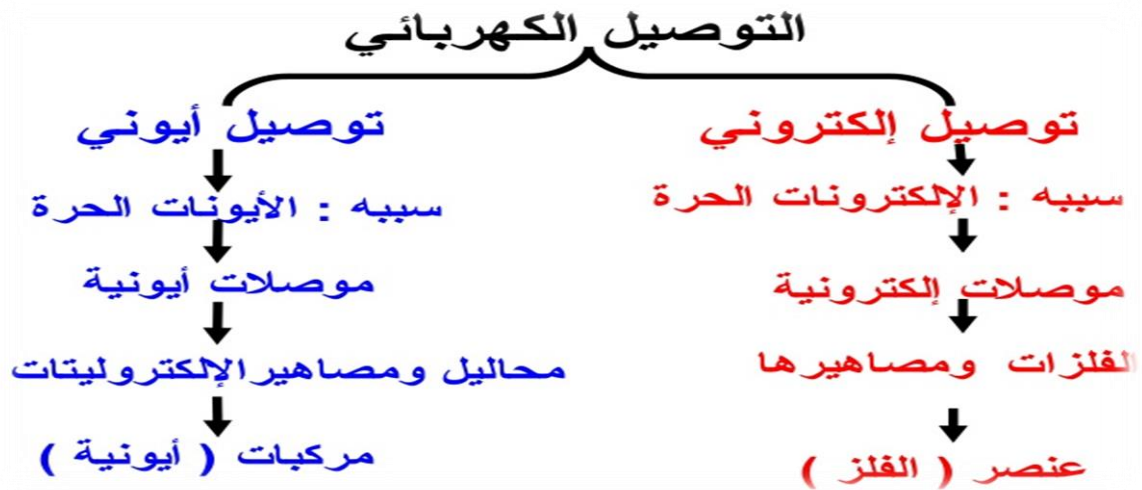 التوصيل الكهربائي
توصيل إلكتروني
سببه : الإلكترونات الحرة
موصلات إلكترونية
الفلزات ومصاهيرها
عنصر ( الفلز )
توصيل أيوني
سببه : الأيونات الحرة
موصلات أيونية
محاليل ومصاهير الإلكتروليتات
مركبات ( أيونية )